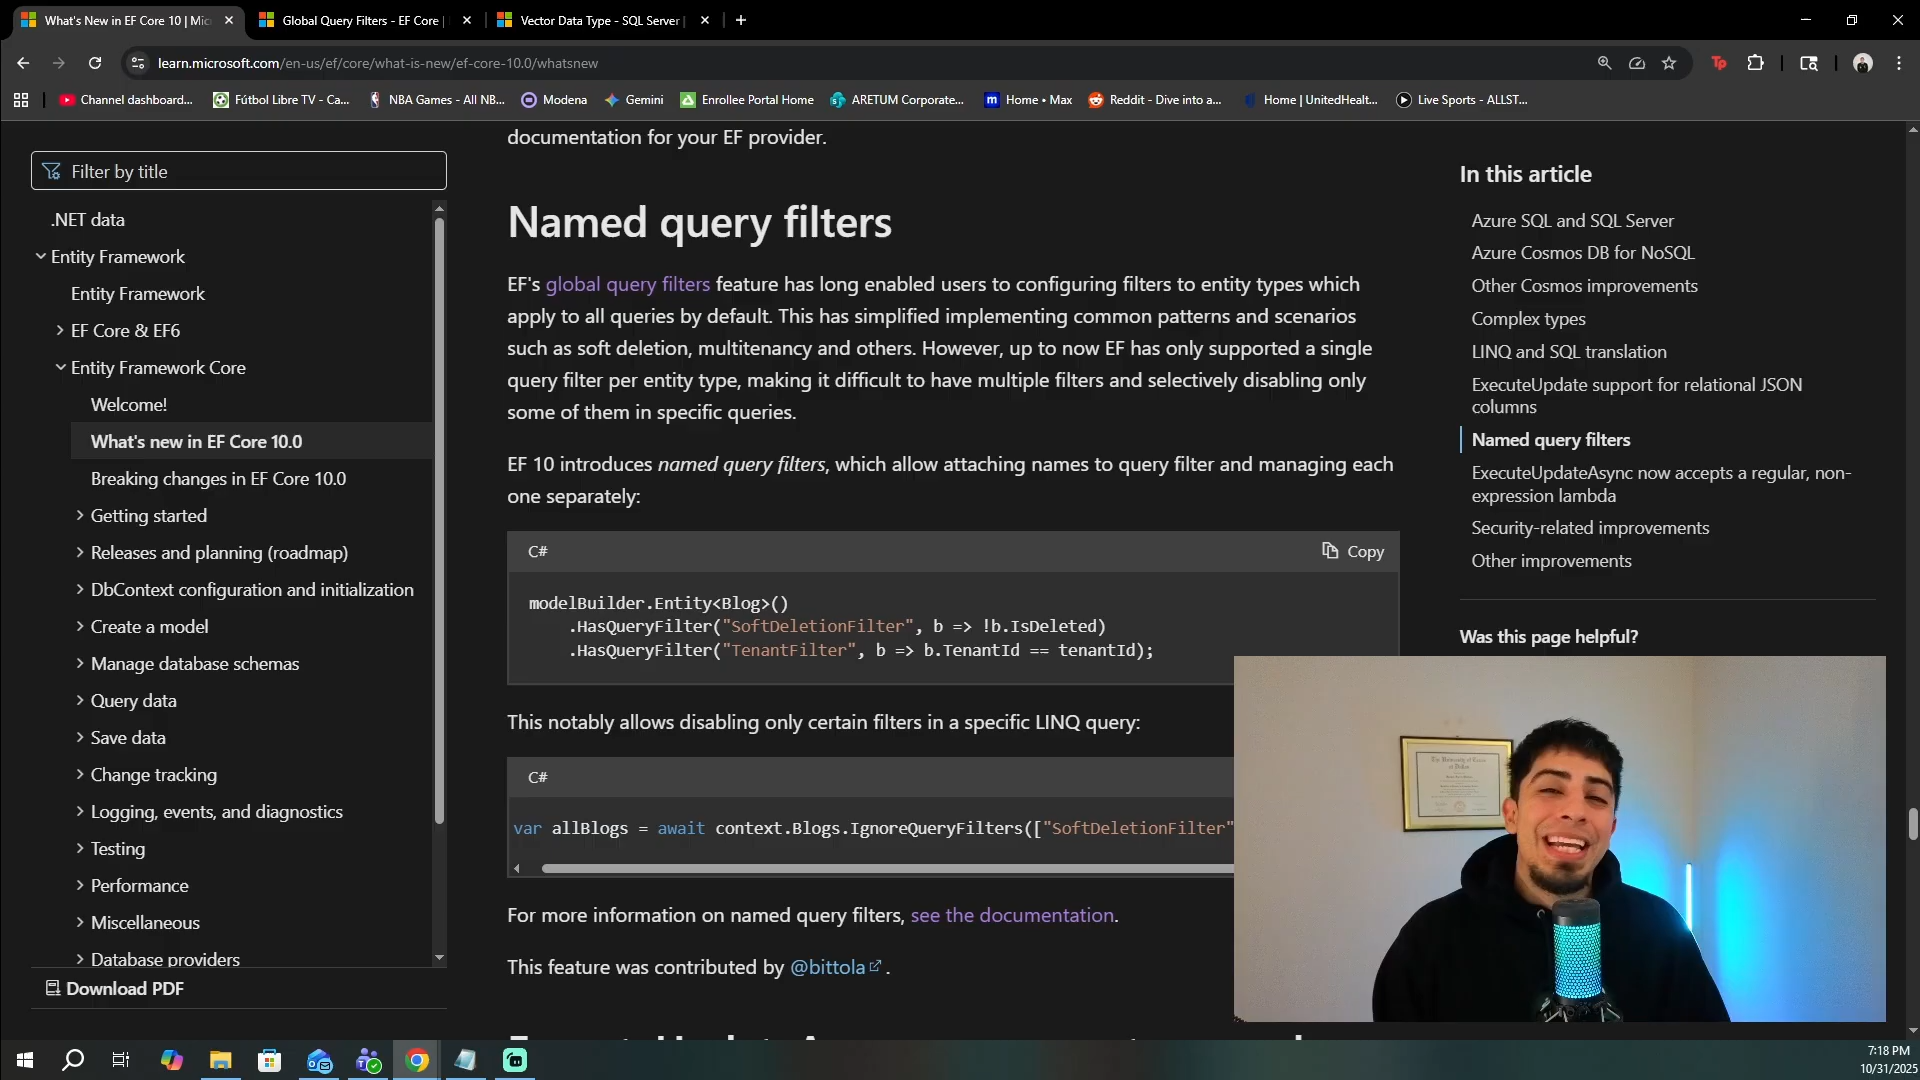 What's New in EF Core 10 | Mic
Global Query Filters - EF Core |
Vector Data Type - SQL Server |
learn.microsoft.com/en-us/ef/core/what-is-new/ef-core-10.0/whatsnew
Channel dashboard...
Fútbol Libre TV - Ca...
NBA Games - All NB...
Modena
Gemini
Enrollee Portal Home
ARETUM Corporate...
Home • Max
Reddit - Dive into a...
Home | UnitedHealt...
Live Sports - ALLST...
Filter by title
.NET data
Entity Framework
Entity Framework
EF Core & EF6
Entity Framework Core
Welcome!
What's new in EF Core 10.0
Breaking changes in EF Core 10.0
Getting started
Releases and planning (roadmap)
DbContext configuration and initialization
Create a model
Manage database schemas
Query data
Save data
Change tracking
Logging, events, and diagnostics
Testing
Performance
Miscellaneous
Database providers
Download PDF
documentation for your EF provider.
Named query filters
EF's global query filters feature has long enabled users to configuring filters to entity types which
apply to all queries by default. This has simplified implementing common patterns and scenarios
such as soft deletion, multitenancy and others. However, up to now EF has only supported a single
query filter per entity type, making it difficult to have multiple filters and selectively disabling only
some of them in specific queries.
EF 10 introduces named query filters, which allow attaching names to query filter and managing each
one separately:
C#
Copy
modelBuilder.Entity<Blog>()
.HasQueryFilter("SoftDeletionFilter", b => !b.IsDeleted)
.HasQueryFilter("TenantFilter", b => b.TenantId == tenantId);
This notably allows disabling only certain filters in a specific LINQ query:
C#
var allBlogs = await context.Blogs.IgnoreQueryFilters(["SoftDeletionFilter"
For more information on named query filters, see the documentation.
This feature was contributed by @bittola.
In this article
Azure SQL and SQL Server
Azure Cosmos DB for NoSQL
Other Cosmos improvements
Complex types
LINQ and SQL translation
ExecuteUpdate support for relational JSON
columns
Named query filters
ExecuteUpdateAsync now accepts a regular, non-
expression lambda
Security-related improvements
Other improvements
Was this page helpful?
7:18 PM
10/31/2025